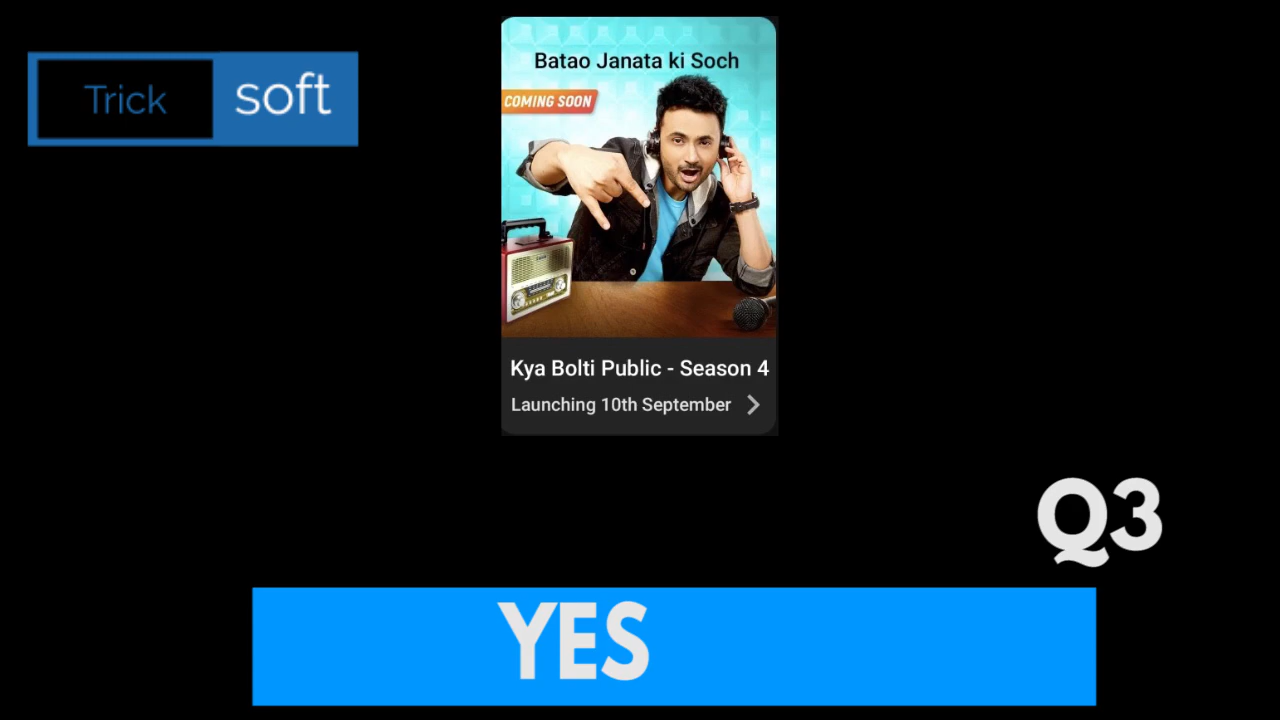 Trick soft
Batao Janata ki Soch
COMING SOON
Kya Bolti Public - Season 4
Launching 10th September
Q3
YES